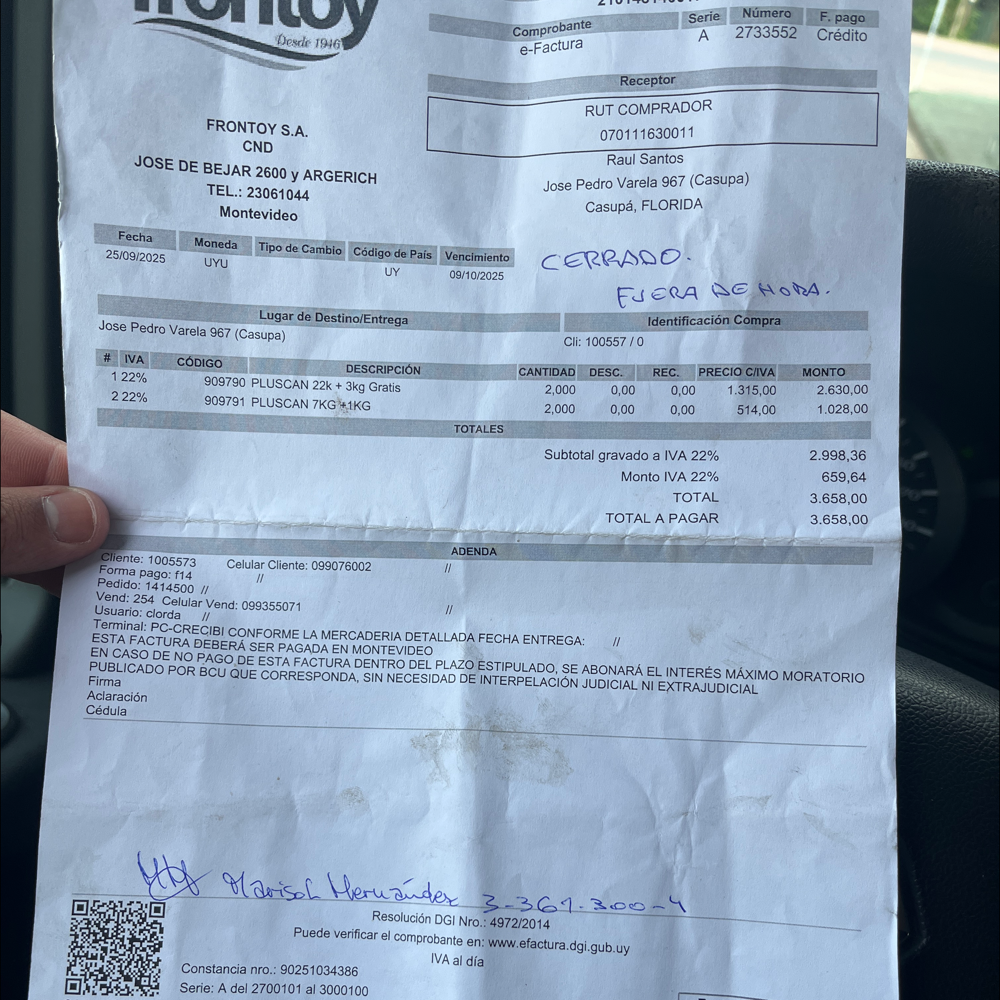 frontoy
Desde 1946
Comprobante Serie Número F. pago
e-Factura A 2733552 Crédito
Receptor
RUT COMPRADOR
070111630011
Raul Santos
Jose Pedro Varela 967 (Casupa)
Casupá, FLORIDA
FRONTOY S.A.
CND
JOSE DE BEJAR 2600 y ARGERICH
TEL.: 23061044
Montevideo
Fecha Moneda Tipo de Cambio Código de País Vencimiento
25/09/2025 UYU UY 09/10/2025
CERRADO.
FUERA DE HORA.
Lugar de Destino/Entrega Identificación Compra
Jose Pedro Varela 967 (Casupa) Cli: 100557 / 0
# IVA CÓDIGO DESCRIPCIÓN CANTIDAD DESC. REC. PRECIO C/IVA MONTO
1 22% 909790 PLUSCAN 22k + 3kg Gratis 2,000 0,00 0,00 1.315,00 2.630,00
2 22% 909791 PLUSCAN 7KG +1KG 2,000 0,00 0,00 514,00 1.028,00
TOTALES
Subtotal gravado a IVA 22% 2.998,36
Monto IVA 22% 659,64
TOTAL 3.658,00
TOTAL A PAGAR 3.658,00
ADENDA
Cliente: 1005573 Celular Cliente: 099076002 //
Forma pago: f14 //
Pedido: 1414500 //
Vend: 254 Celular Vend: 099355071 //
Usuario: clorda //
Terminal: PC-CRECIBI CONFORME LA MERCADERIA DETALLADA FECHA ENTREGA: //
ESTA FACTURA DEBERÁ SER PAGADA EN MONTEVIDEO
EN CASO DE NO PAGO DE ESTA FACTURA DENTRO DEL PLAZO ESTIPULADO, SE ABONARÁ EL INTERÉS MÁXIMO MORATORIO
PUBLICADO POR BCU QUE CORRESPONDA, SIN NECESIDAD DE INTERPELACIÓN JUDICIAL NI EXTRAJUDICIAL
Firma
Aclaración
Cédula
Marisol Hernández 3-361.300-4
Resolución DGI Nro.: 4972/2014
Puede verificar el comprobante en: www.efactura.dgi.gub.uy
IVA al día
Constancia nro.: 90251034386
Serie: A del 2700101 al 3000100